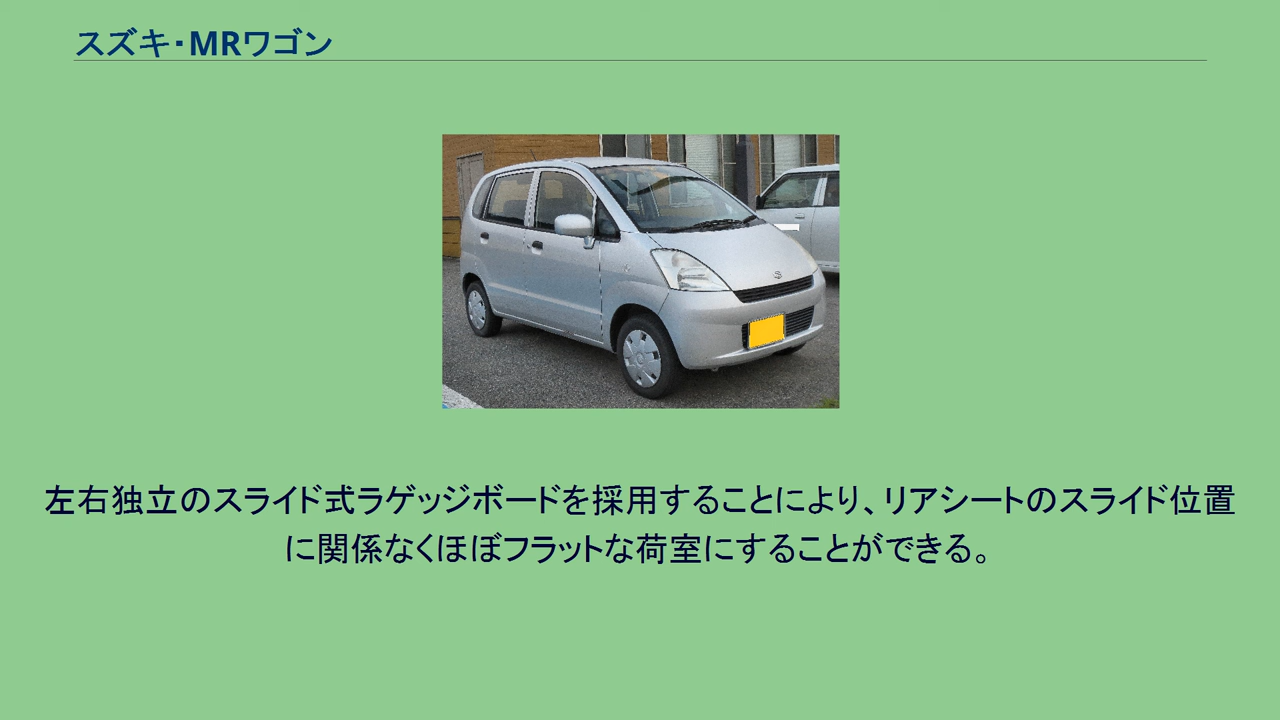 スズキ・MRワゴン
左右独立のスライド式ラゲッジボードを採用することにより、リアシートのスライド位置
に関係なくほぼフラットな荷室にすることができる。